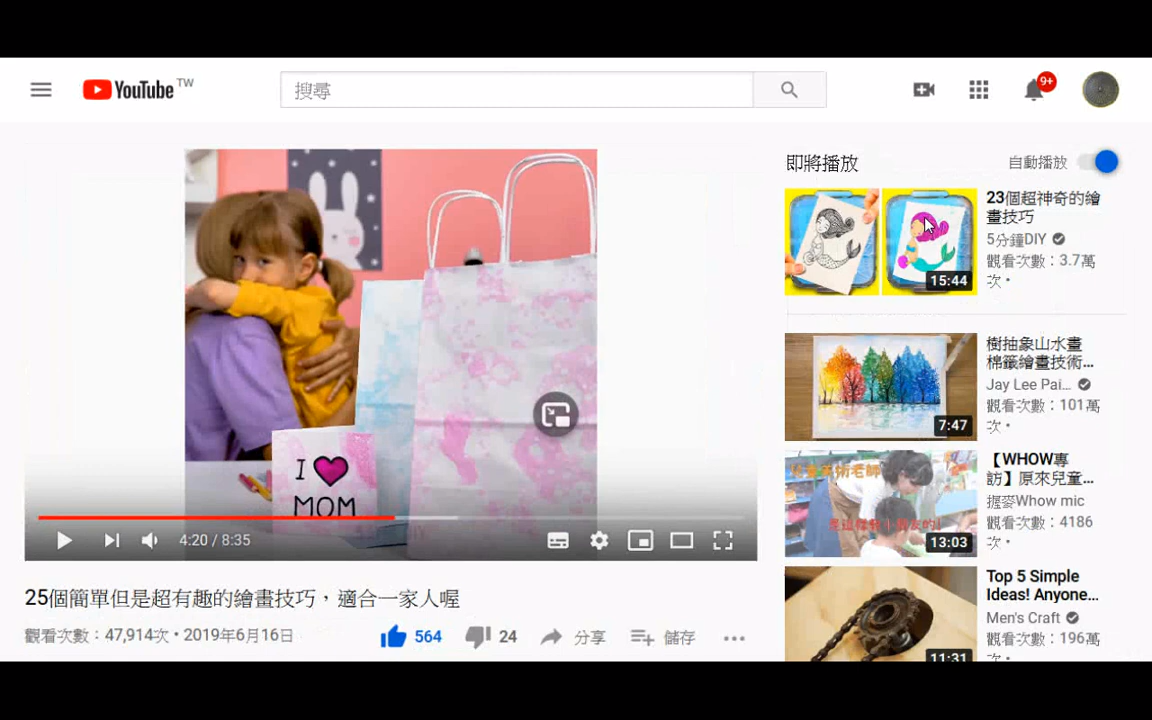 YouTube TW
搜尋
9+
I ♥ MOM
4:20 / 8:35
25個簡單但是超有趣的繪畫技巧，適合一家人喔
觀看次數：47,914次 • 2019年6月16日
564
24
分享
儲存
即將播放
自動播放
15:44
23個超神奇的繪
畫技巧
5分鐘DIY
觀看次數：3.7萬
次 •
7:47
樹抽象山水畫
棉籤繪畫技術...
Jay Lee Pai...
觀看次數：101萬
次 •
13:03
【WHOW專
訪】原來兒童...
握麥Whow mic
觀看次數：4186
次 •
11:31
Top 5 Simple
Ideas! Anyone...
Men's Craft
觀看次數：196萬
次 •